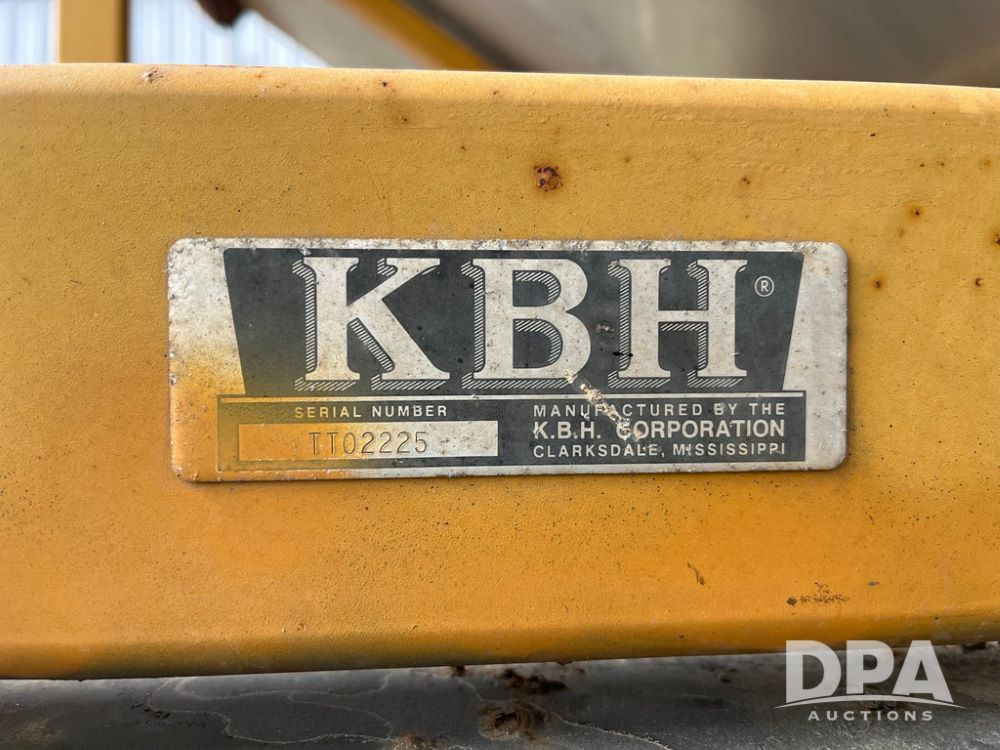 KBH®
SERIAL NUMBER
TT02225
MANUFACTURED BY THE
K.B.H. CORPORATION
CLARKSDALE, MISSISSIPPI
DPA
AUCTIONS